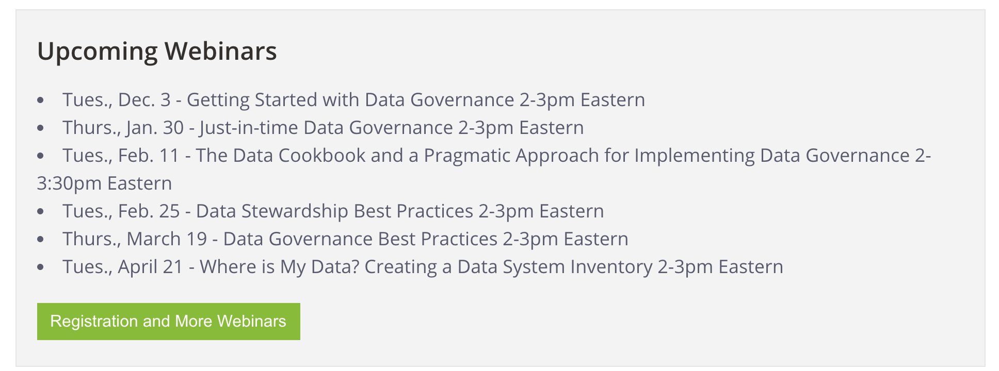 Upcoming Webinars
• Tues., Dec. 3 - Getting Started with Data Governance 2-3pm Eastern
• Thurs., Jan. 30 - Just-in-time Data Governance 2-3pm Eastern
• Tues., Feb. 11 - The Data Cookbook and a Pragmatic Approach for Implementing Data Governance 2-
3:30pm Eastern
• Tues., Feb. 25 - Data Stewardship Best Practices 2-3pm Eastern
• Thurs., March 19 - Data Governance Best Practices 2-3pm Eastern
• Tues., April 21 - Where is My Data? Creating a Data System Inventory 2-3pm Eastern
Registration and More Webinars